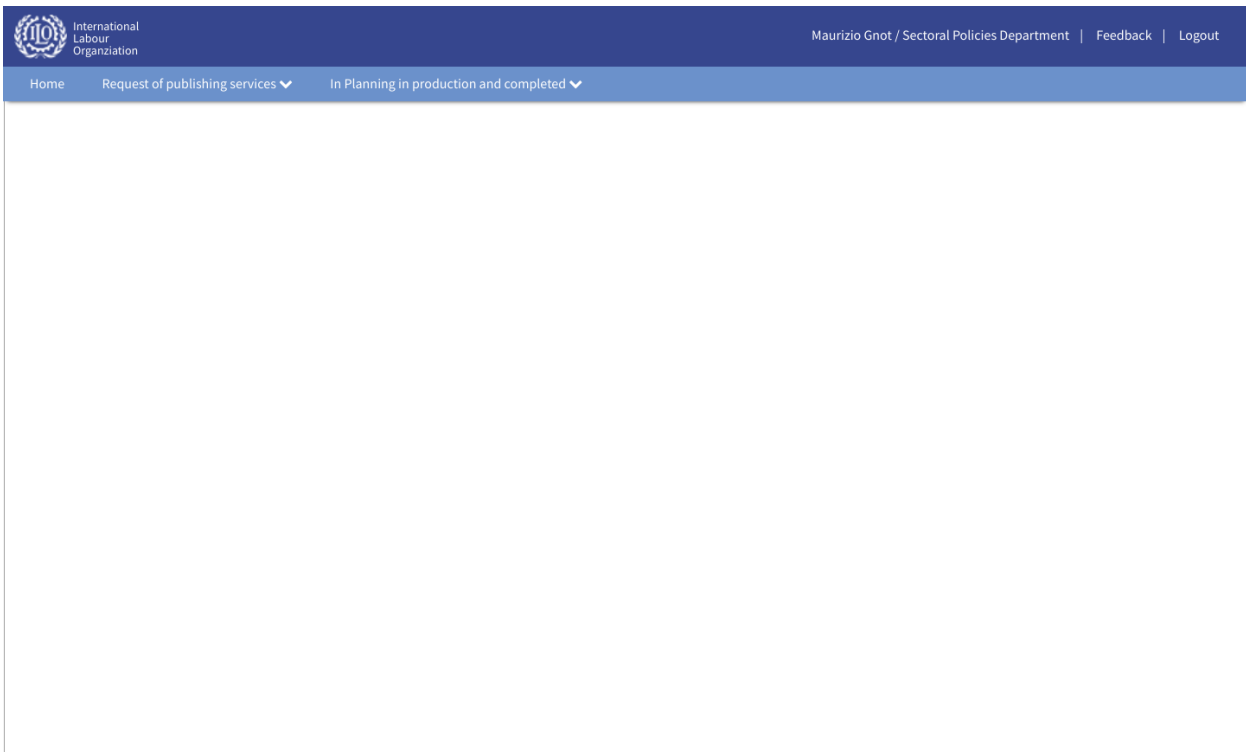 ILO
International
Labour
Organziation
Maurizio Gnot / Sectoral Policies Department | Feedback | Logout
Home Request of publishing services In Planning in production and completed